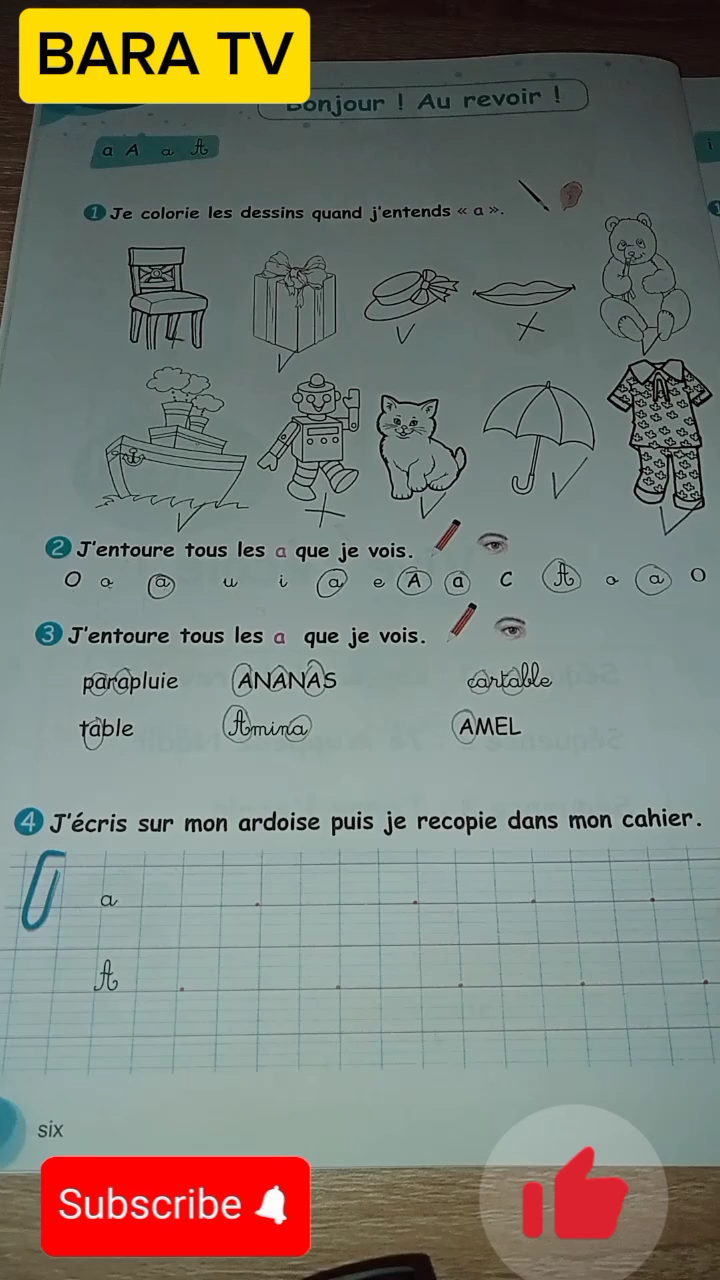 BARA TV
Bonjour ! Au revoir !
a A a A
i
1 Je colorie les dessins quand j'entends « a ».
2 J'entoure tous les a que je vois.
O a a u i a e A a C A o a O
3 J'entoure tous les a que je vois.
parapluie ANANAS cartable
table Amina AMEL
4 J'écris sur mon ardoise puis je recopie dans mon cahier.
a
A
six
Subscribe